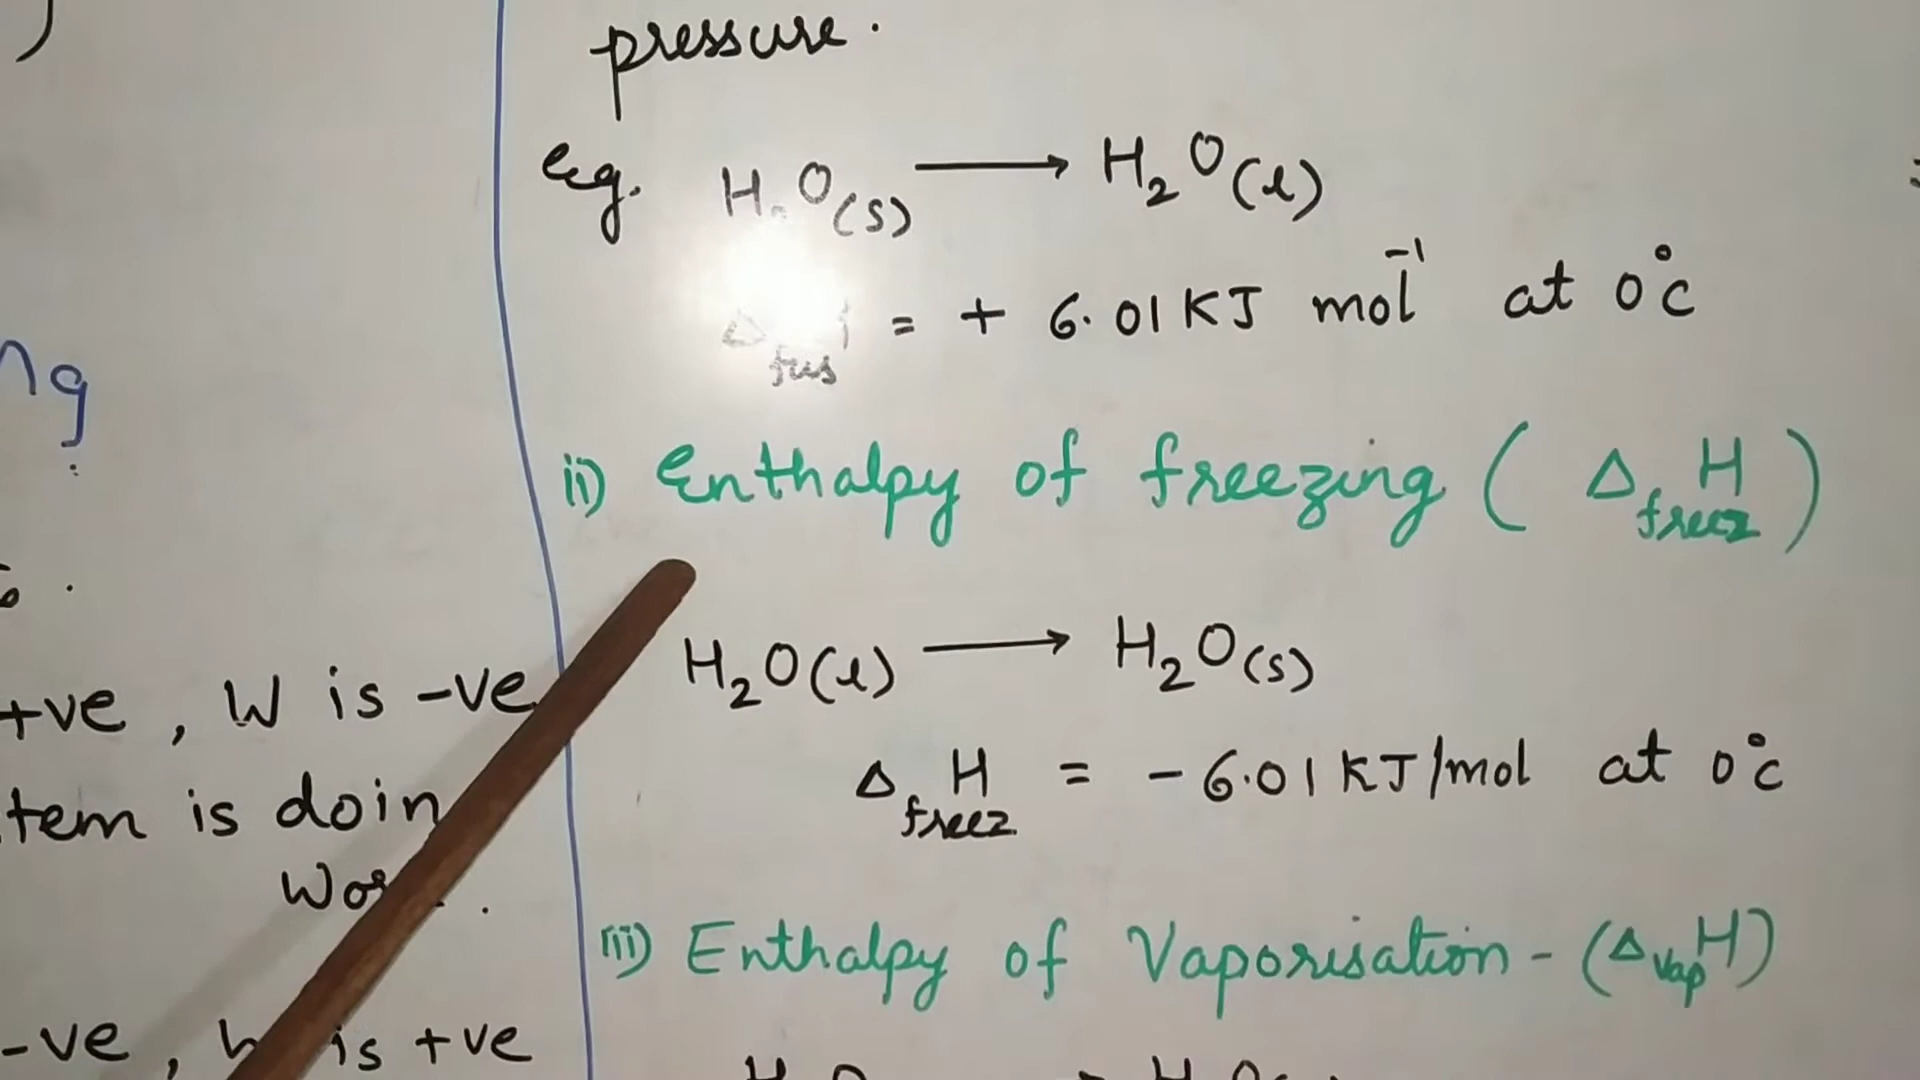 ng
+ve, W is -ve
tem is doin
-ve, is +ve
pressure.
eg. H₂O(s) ⟶ H₂O(l)
Δfus = + 6.01 KJ mol⁻¹ at 0°c
ii) Enthalpy of freezing (ΔfreezH)
H₂O(l) ⟶ H₂O(s)
ΔfreezH = - 6.01 KJ/mol at 0°c
iii) Enthalpy of Vaporisation - (ΔvapH)